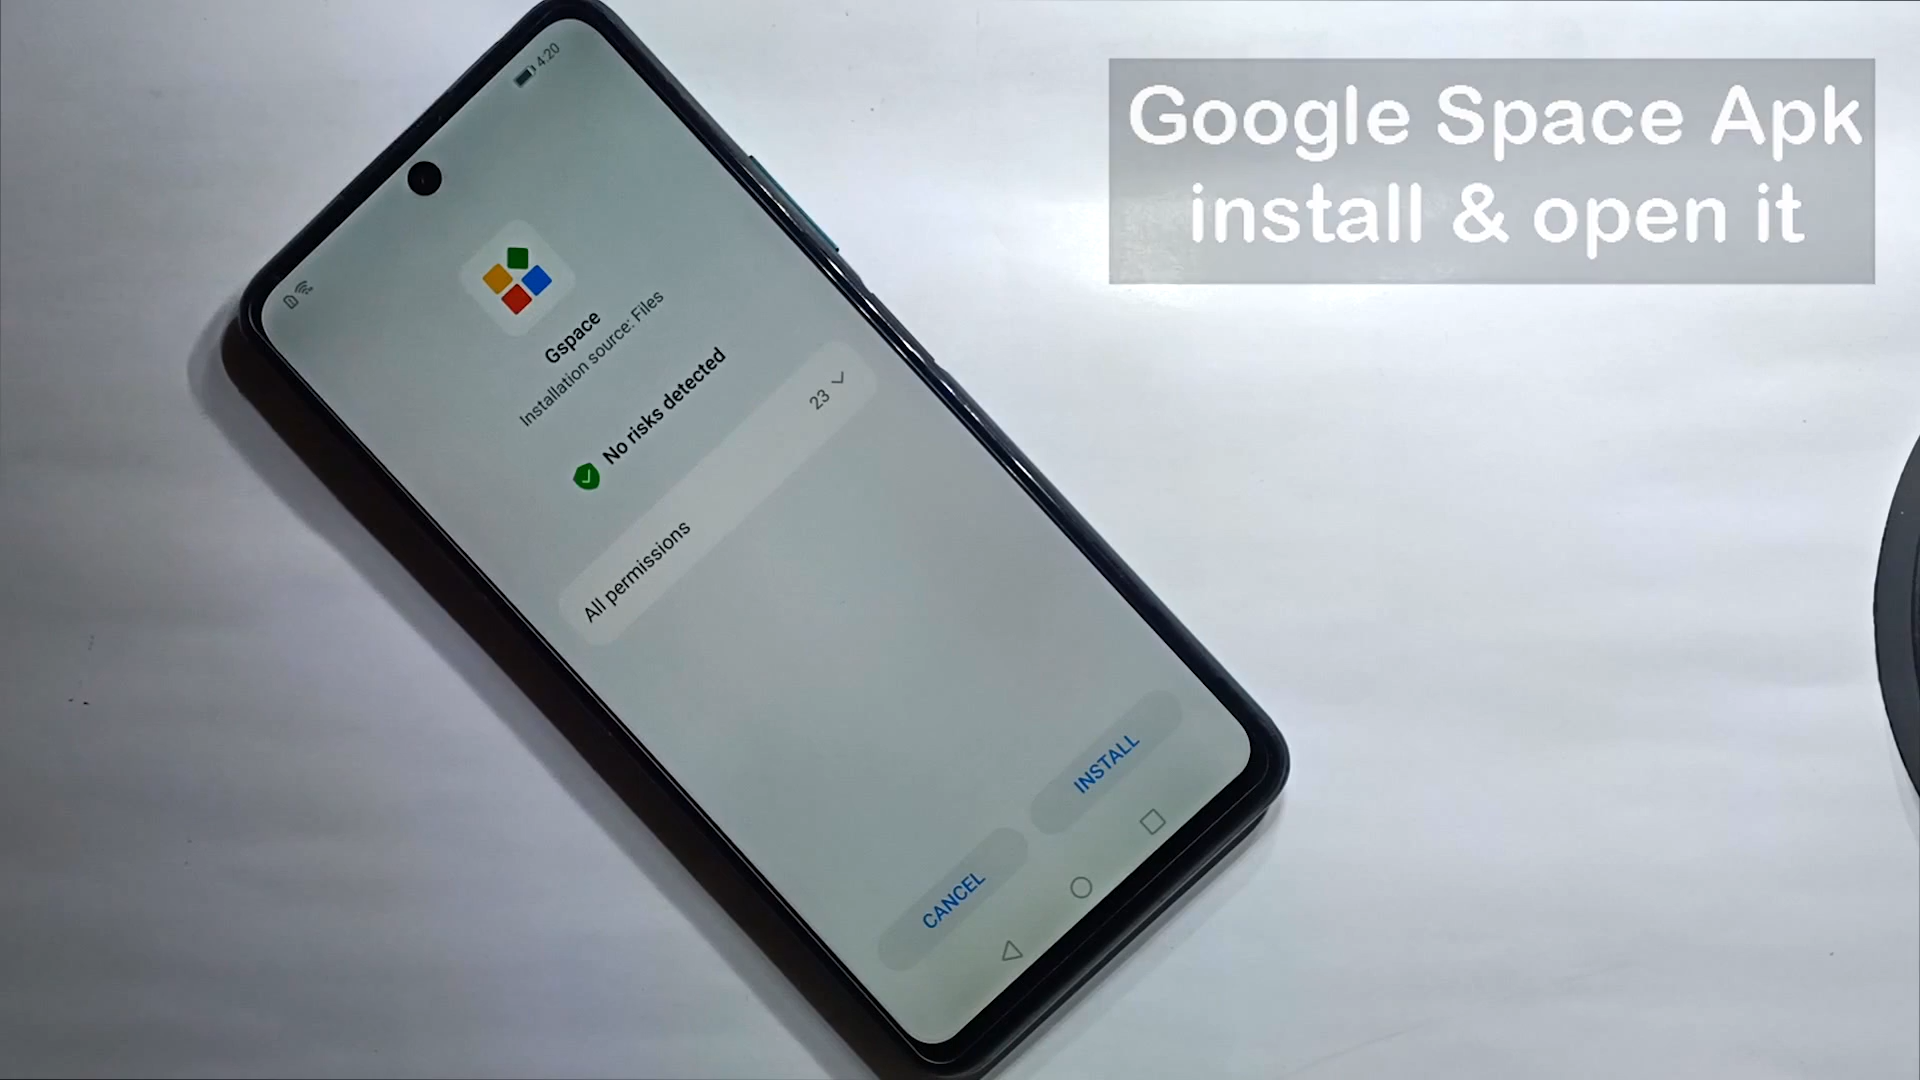 Google Space Apk
install & open it
4:20
Gspace
Installation source: Files
No risks detected
All permissions 23
CANCEL INSTALL